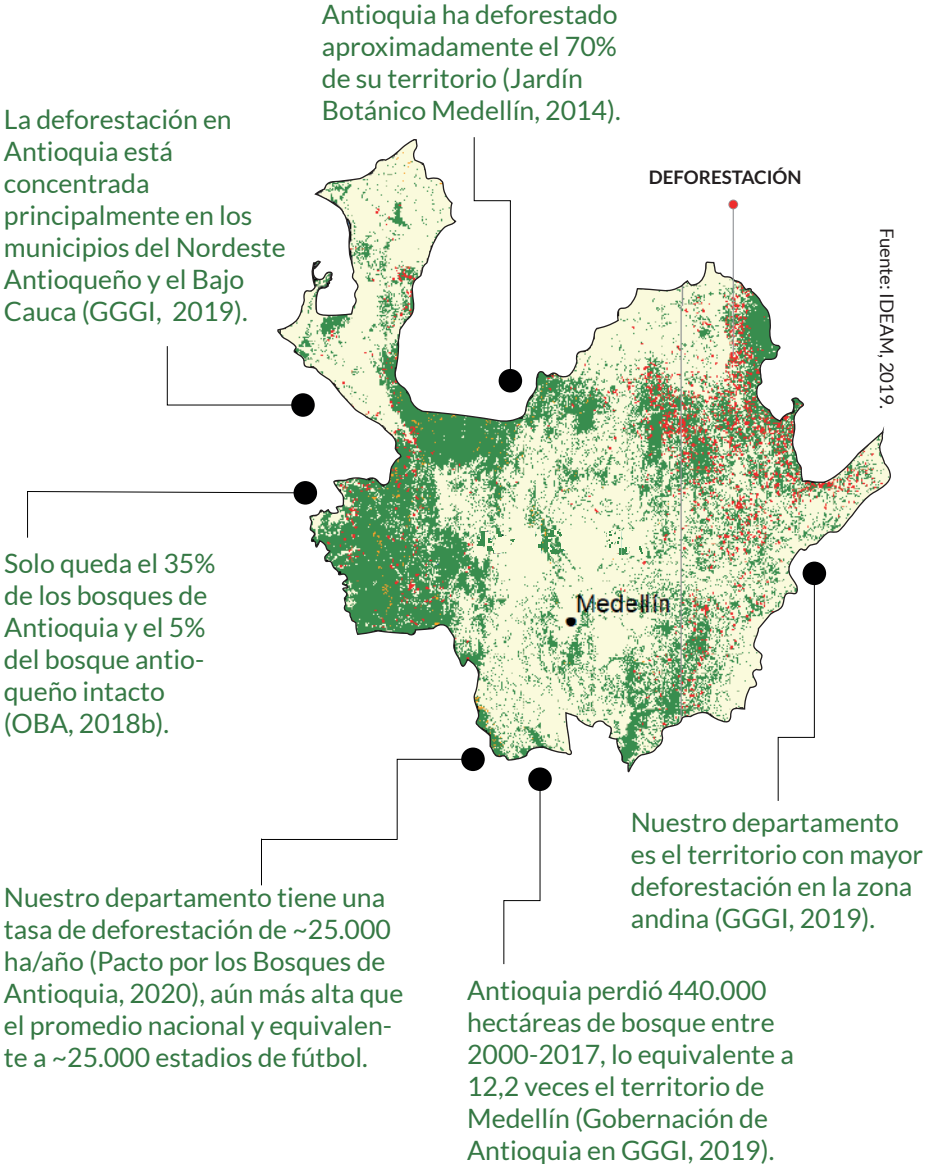 Antioquia ha deforestado
aproximadamente el 70%
de su territorio (Jardín
Botánico Medellín, 2014).
La deforestación en
Antioquia está
concentrada
principalmente en los
municipios del Nordeste
Antioqueño y el Bajo
Cauca (GGGI, 2019).
DEFORESTACIÓN
Fuente: IDEAM, 2019.
Medellín
Solo queda el 35%
de los bosques de
Antioquia y el 5%
del bosque antio-
queño intacto
(OBA, 2018b).
Nuestro departamento
es el territorio con mayor
deforestación en la zona
andina (GGGI, 2019).
Nuestro departamento tiene una
tasa de deforestación de ~25.000
ha/año (Pacto por los Bosques de
Antioquia, 2020), aún más alta que
el promedio nacional y equivalen-
te a ~25.000 estadios de fútbol.
Antioquia perdió 440.000
hectáreas de bosque entre
2000-2017, lo equivalente a
12,2 veces el territorio de
Medellín (Gobernación de
Antioquia en GGGI, 2019).